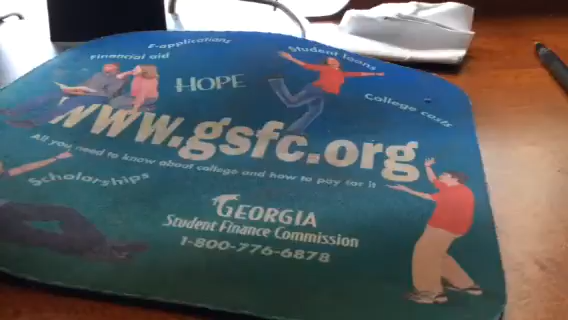 E-applications
Financial aid
Student loans
HOPE
College costs
www.gsfc.org
All you need to know about college and how to pay for it
Scholarships
GEORGIA
Student Finance Commission
1-800-776-6878